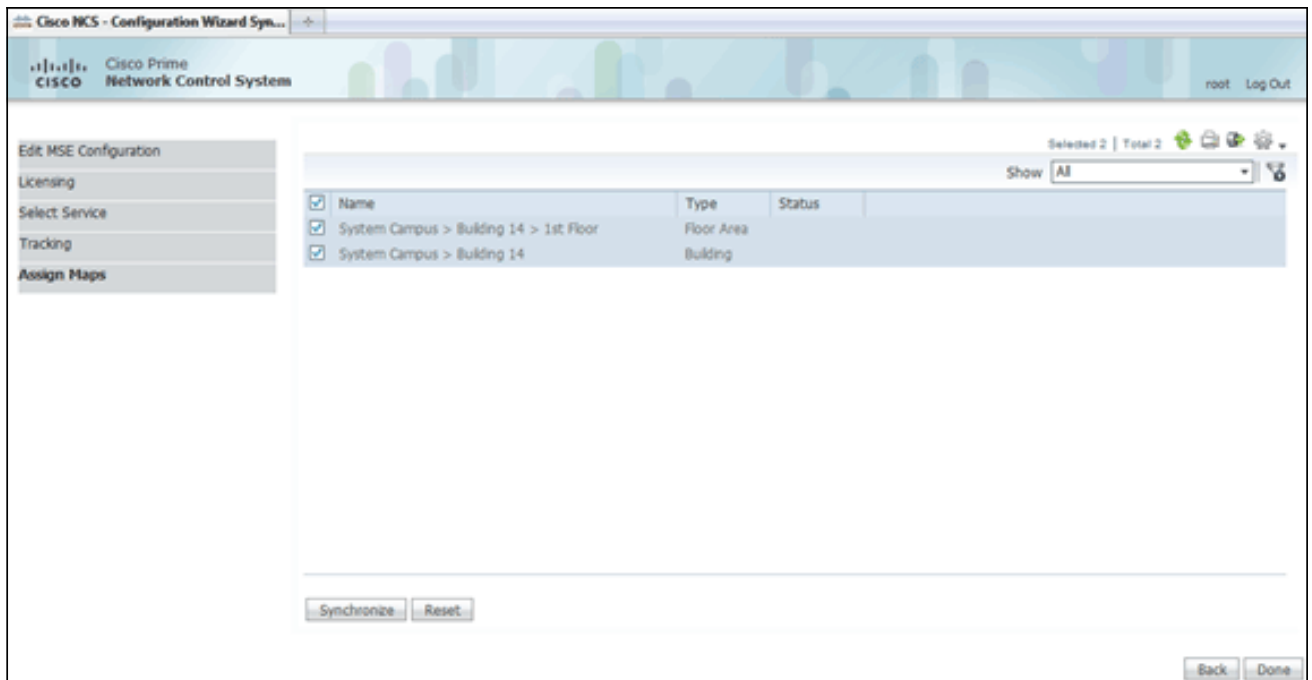 Cisco NCS - Configuration Wizard Syn...
CISCO
Cisco Prime
Network Control System
root Log Out
Edit MSE Configuration
Licensing
Select Service
Tracking
Assign Maps
Selected 2 | Total 2
Show All
Name Type Status
System Campus > Building 14 > 1st Floor Floor Area
System Campus > Building 14 Building
Synchronize Reset
Back Done